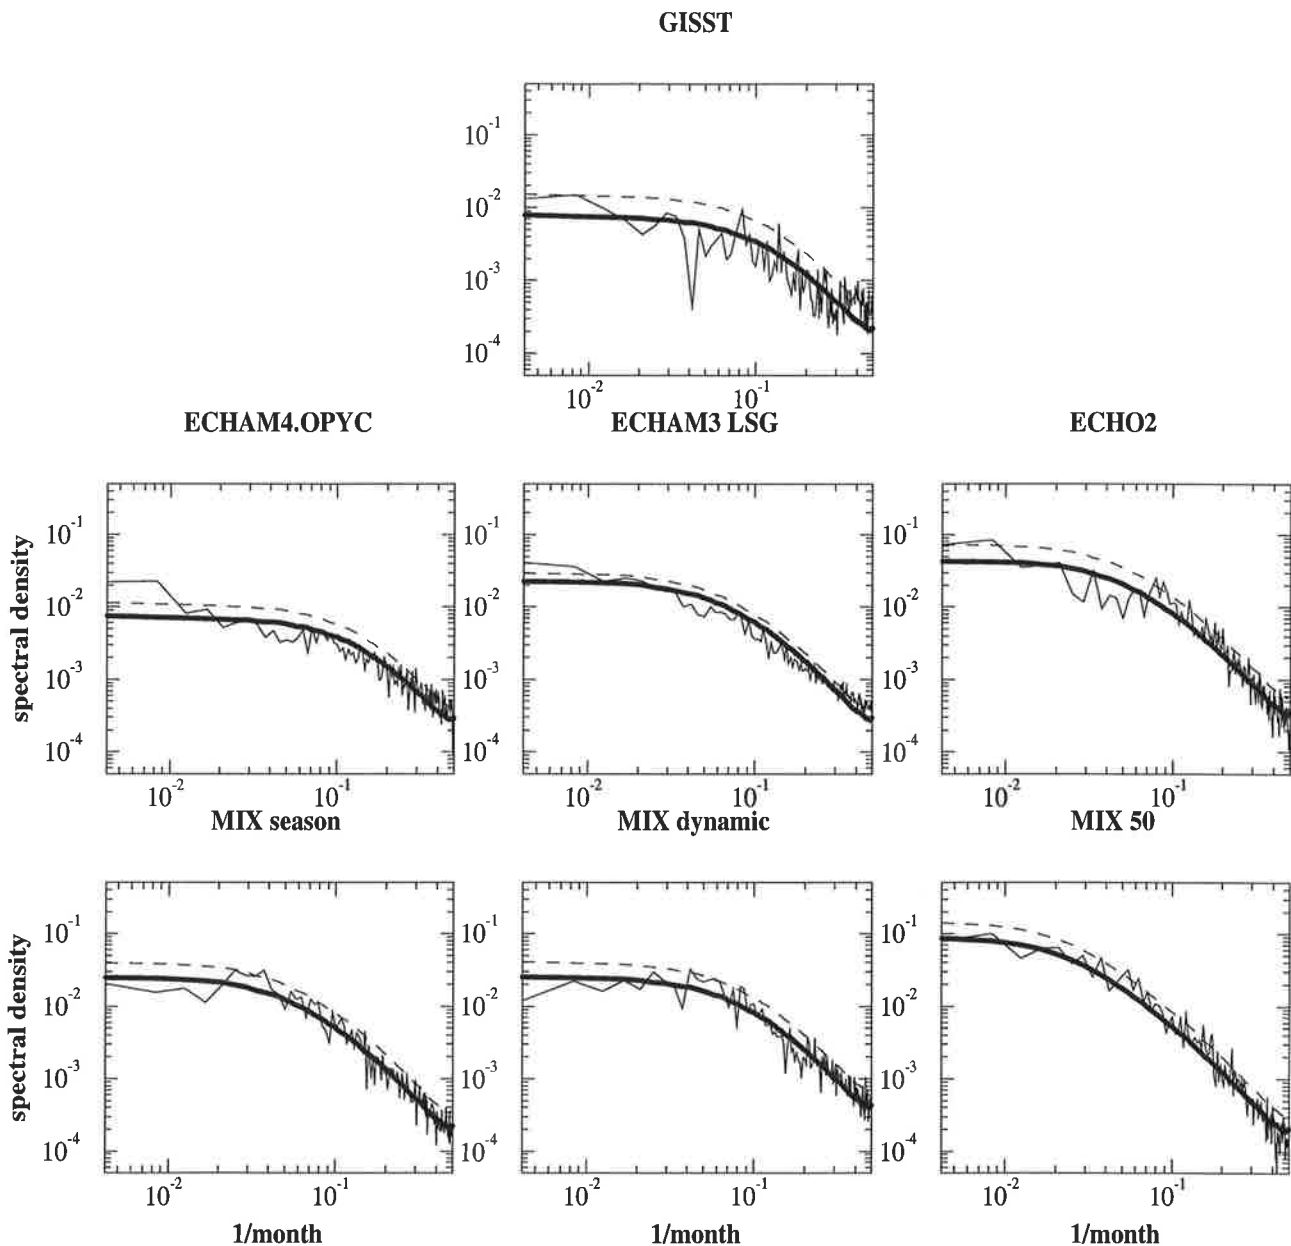 GISST
10-1
10-2
10-3
10-4
10-2 10-1
ECHAM4.OPYC ECHAM3 LSG ECHO2
spectral density
10-1 10-1 10-1
10-2 10-2 10-2
10-3 10-3 10-3
10-4 10-4 10-4
10-2 10-1 10-2 10-1 10-2 10-1
MIX season MIX dynamic MIX 50
spectral density
10-1 10-1 10-1
10-2 10-2 10-2
10-3 10-3 10-3
10-4 10-4 10-4
10-2 10-1 10-2 10-1 10-2 10-1
1/month 1/month 1/month